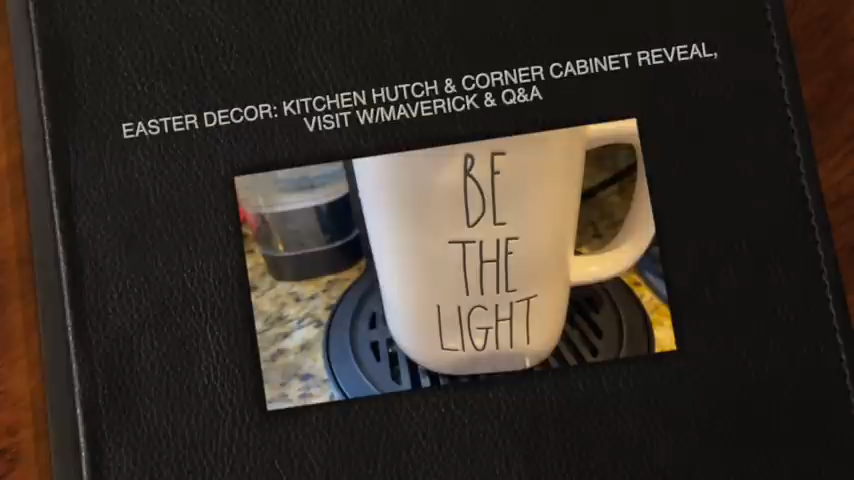 EASTER DECOR: KITCHEN HUTCH & CORNER CABINET REVEAL,
VISIT W/MAVERICK & Q&A
BE
THE
LIGHT